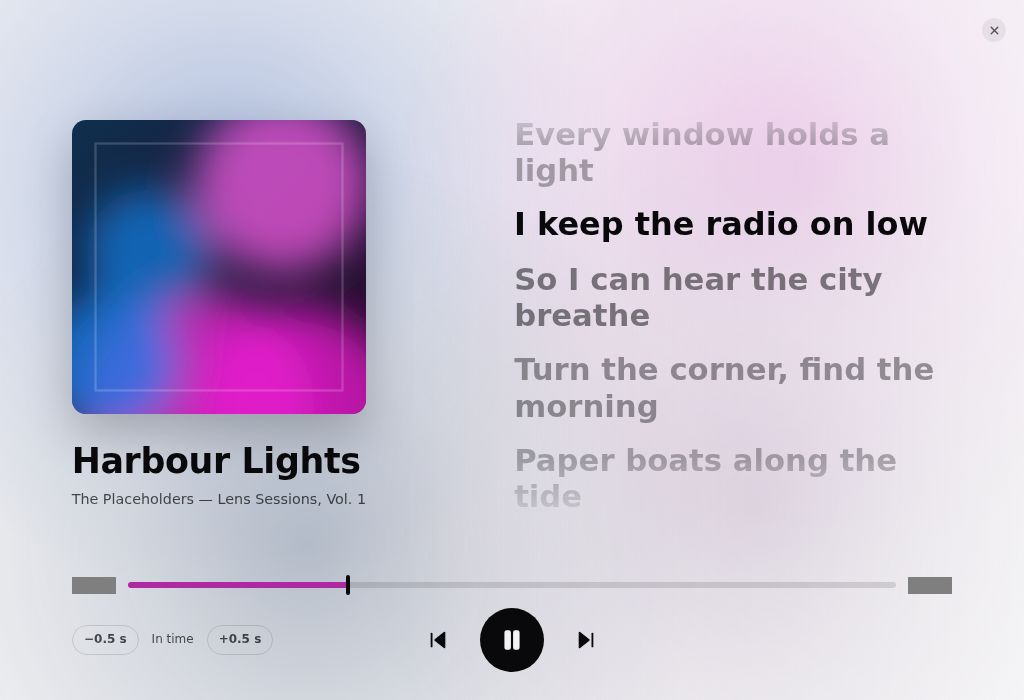 Every window holds a
light
I keep the radio on low
So I can hear the city
breathe
Turn the corner, find the
morning
Paper boats along the
tide
Harbour Lights
The Placeholders — Lens Sessions, Vol. 1
−0.5 s
In time
+0.5 s